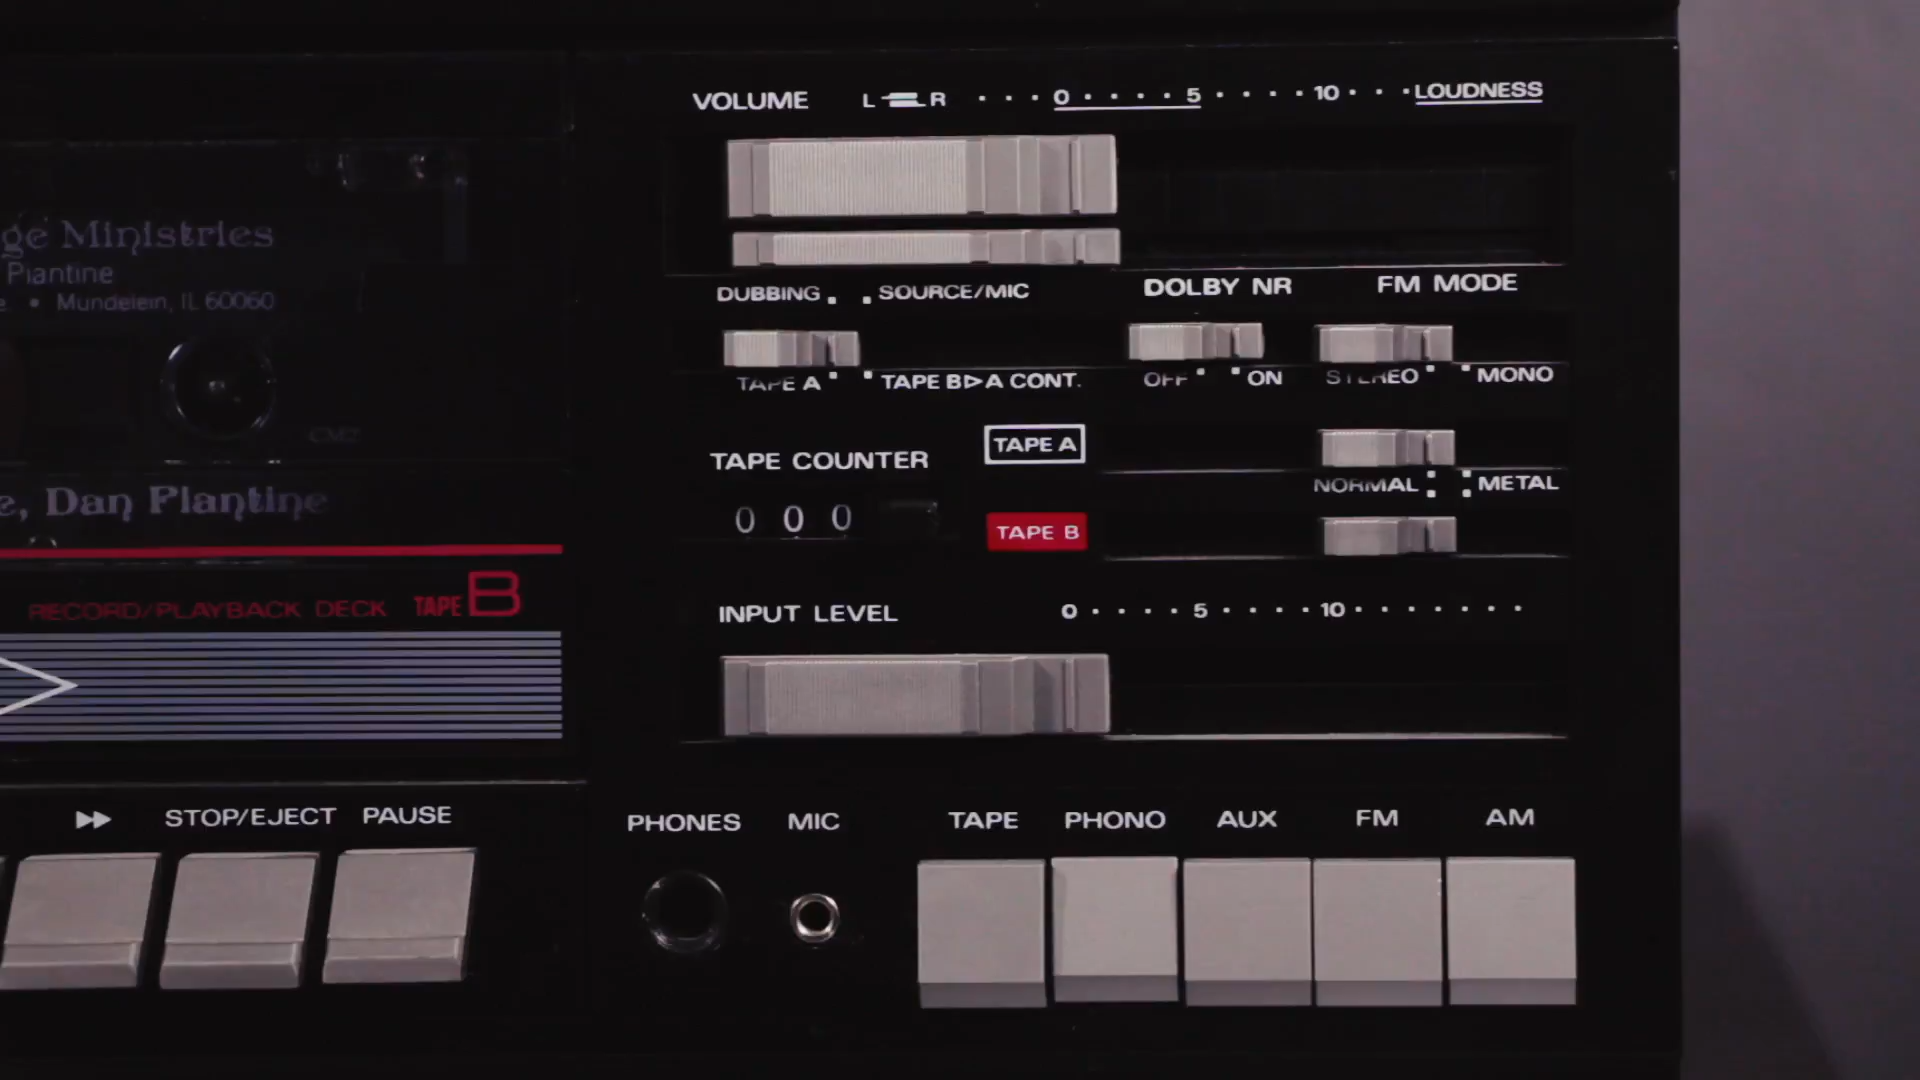 VOLUME L R 0 5 10 LOUDNESS
ge Ministries
Plantine
Mundelein, IL 60060
DUBBING SOURCE/MIC DOLBY NR FM MODE
TAPE A TAPE B▷A CONT. OFF ON STEREO MONO
TAPE COUNTER TAPE A
NORMAL METAL
e, Dan Plantine
0 0 0 TAPE B
RECORD/PLAYBACK DECK TAPE B
INPUT LEVEL 0 5 10
STOP/EJECT PAUSE PHONES MIC TAPE PHONO AUX FM AM